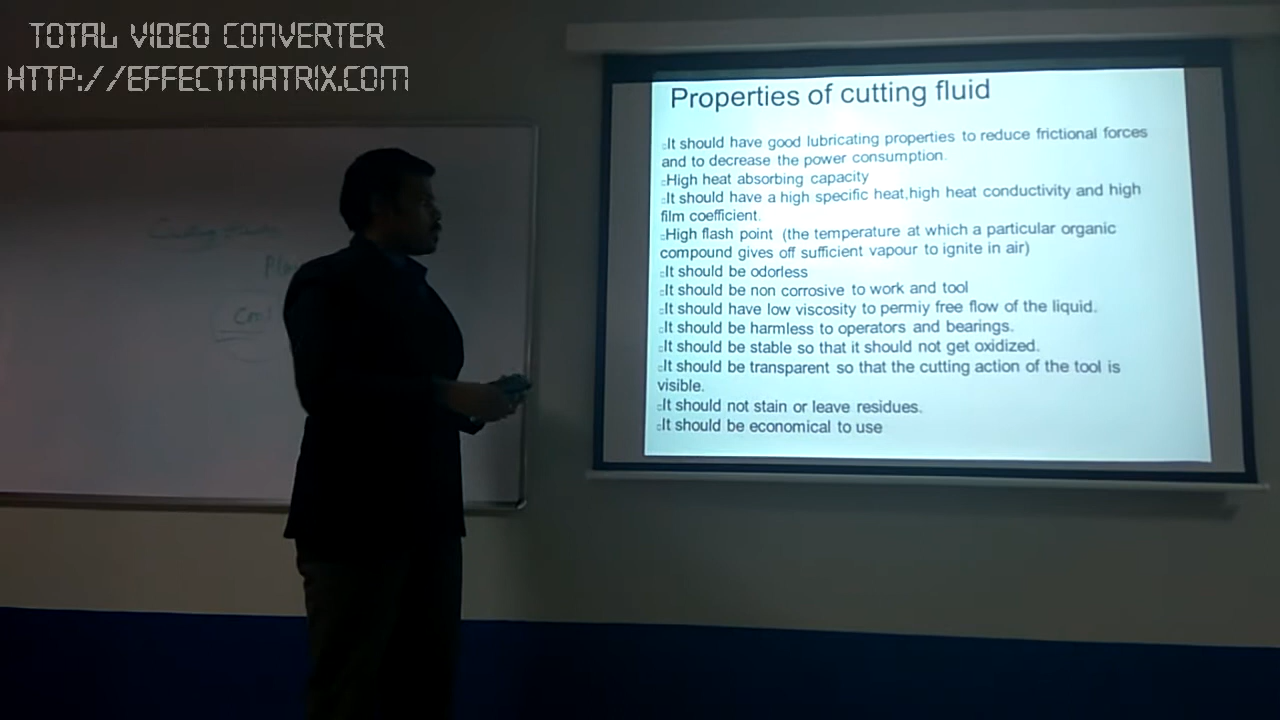 TOTAL VIDEO CONVERTER
HTTP://EFFECTMATRIX.COM
Properties of cutting fluid
It should have good lubricating properties to reduce frictional forces
and to decrease the power consumption.
High heat absorbing capacity
It should have a high specific heat,high heat conductivity and high
film coefficient.
High flash point (the temperature at which a particular organic
compound gives off sufficient vapour to ignite in air)
It should be odorless
It should be non corrosive to work and tool
It should have low viscosity to permiy free flow of the liquid.
It should be harmless to operators and bearings.
It should be stable so that it should not get oxidized.
It should be transparent so that the cutting action of the tool is
visible.
It should not stain or leave residues.
It should be economical to use
Cutting